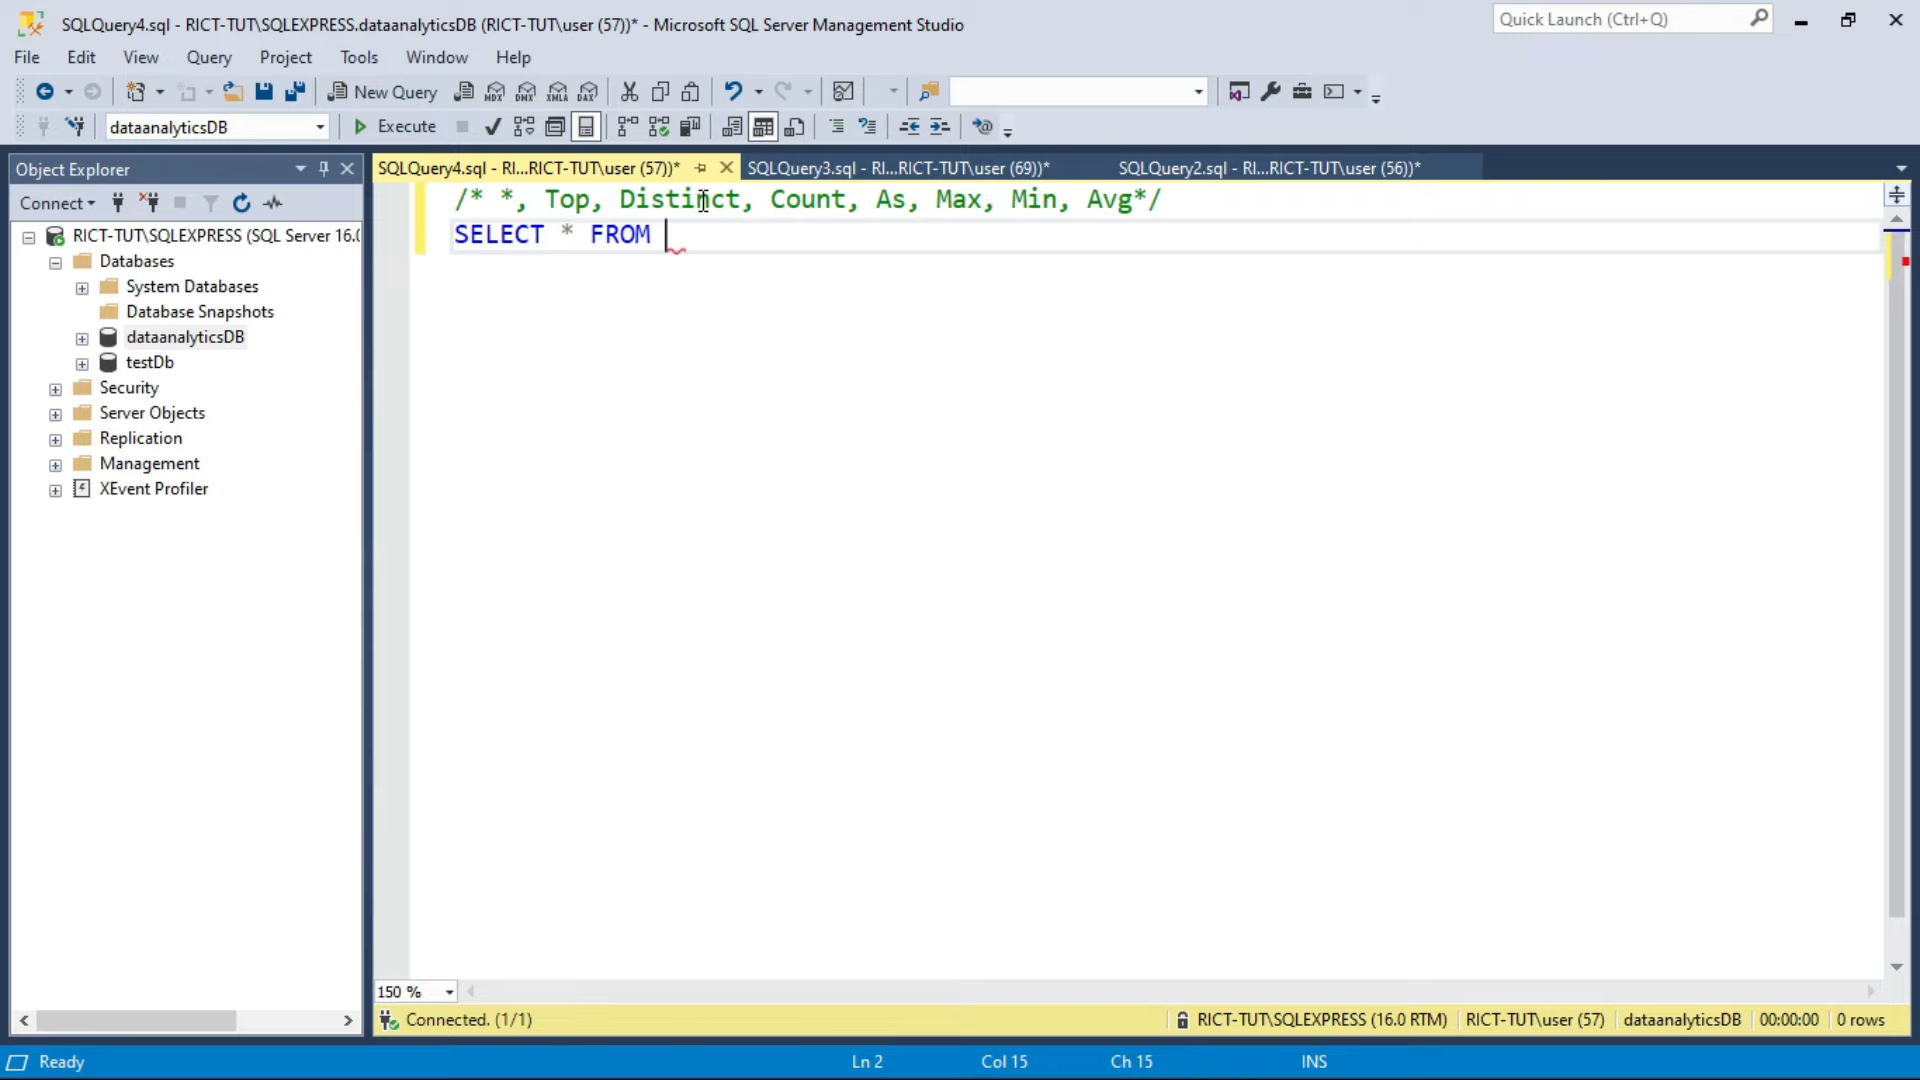 SQLQuery4.sql - RICT-TUT\SQLEXPRESS.dataanalyticsDB (RICT-TUT\user (57))* - Microsoft SQL Server Management Studio
Quick Launch (Ctrl+Q)
File Edit View Query Project Tools Window Help
New Query MDX DMX XMLA DAX
dataanalyticsDB Execute
Object Explorer
SQLQuery4.sql - RI...RICT-TUT\user (57))* SQLQuery3.sql - RI...RICT-TUT\user (69))* SQLQuery2.sql - RI...RICT-TUT\user (56))*
Connect
RICT-TUT\SQLEXPRESS (SQL Server 16.0
Databases
System Databases
Database Snapshots
dataanalyticsDB
testDb
Security
Server Objects
Replication
Management
XEvent Profiler
/* *, Top, Distinct, Count, As, Max, Min, Avg*/
SELECT * FROM
150 %
Connected. (1/1) RICT-TUT\SQLEXPRESS (16.0 RTM) RICT-TUT\user (57) dataanalyticsDB 00:00:00 0 rows
Ready Ln 2 Col 15 Ch 15 INS